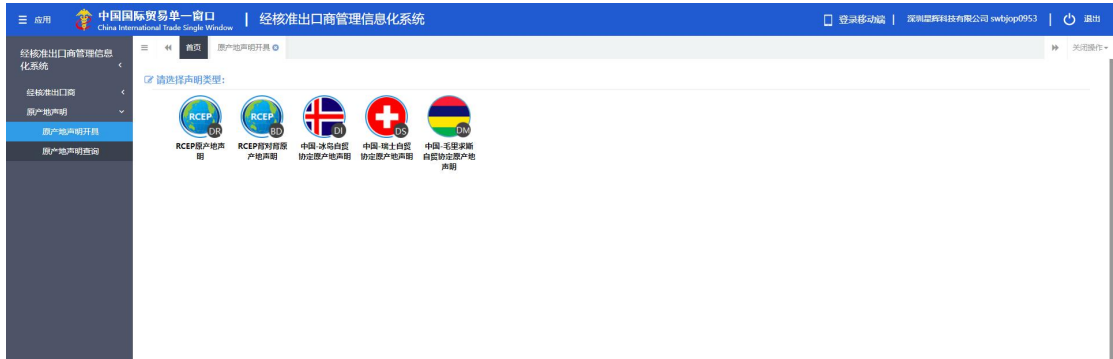 应用
中国国际贸易单一窗口
China International Trade Single Window
经核准出口商管理信息化系统
登录移动端
深圳星辉科技有限公司 swbjop0953
退出
经核准出口商管理信息
化系统
首页
原产地声明开具
关闭操作
经核准出口商
原产地声明
原产地声明开具
原产地声明查询
请选择声明类型:
RCEP
DR
RCEP
BD
DI
DS
DM
RCEP原产地声
明
RCEP背对背原
产地声明
中国-冰岛自贸
协定原产地声明
中国-瑞士自贸
协定原产地声明
中国-毛里求斯
自贸协定原产地
声明